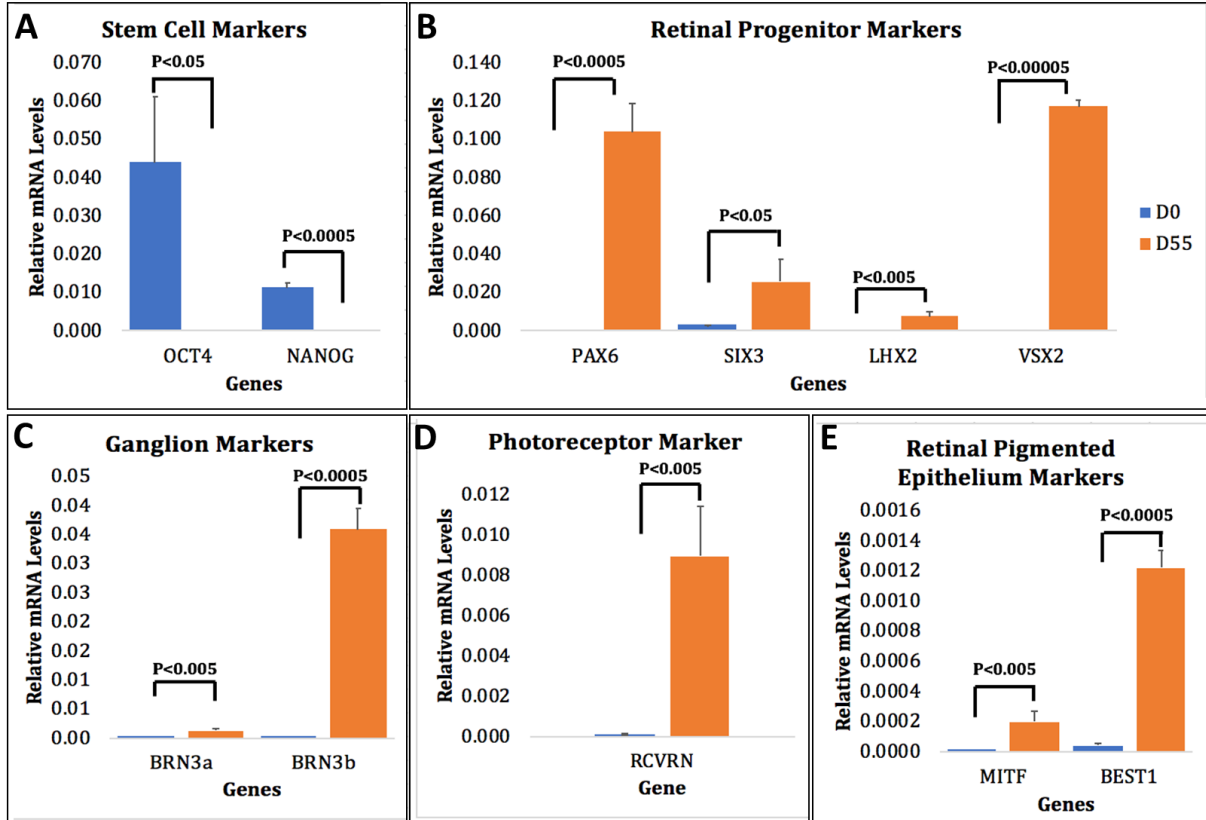 A
Stem Cell Markers
Relative mRNA Levels
0.070
0.060
0.050
0.040
0.030
0.020
0.010
0.000
P<0.05
P<0.0005
OCT4 NANOG
Genes
B
Retinal Progenitor Markers
Relative mRNA Levels
0.140
0.120
0.100
0.080
0.060
0.040
0.020
0.000
P<0.0005
P<0.05
P<0.005
P<0.00005
PAX6 SIX3 LHX2 VSX2
Genes
D0
D55
C
Ganglion Markers
Relative mRNA Levels
0.05
0.04
0.04
0.03
0.03
0.02
0.02
0.01
0.01
0.00
P<0.005
P<0.0005
BRN3a BRN3b
Genes
D
Photoreceptor Marker
Relative mRNA Levels
0.012
0.010
0.008
0.006
0.004
0.002
0.000
P<0.005
RCVRN
Gene
E
Retinal Pigmented
Epithelium Markers
Relative mRNA Levels
0.0016
0.0014
0.0012
0.0010
0.0008
0.0006
0.0004
0.0002
0.0000
P<0.005
P<0.0005
MITF BEST1
Genes